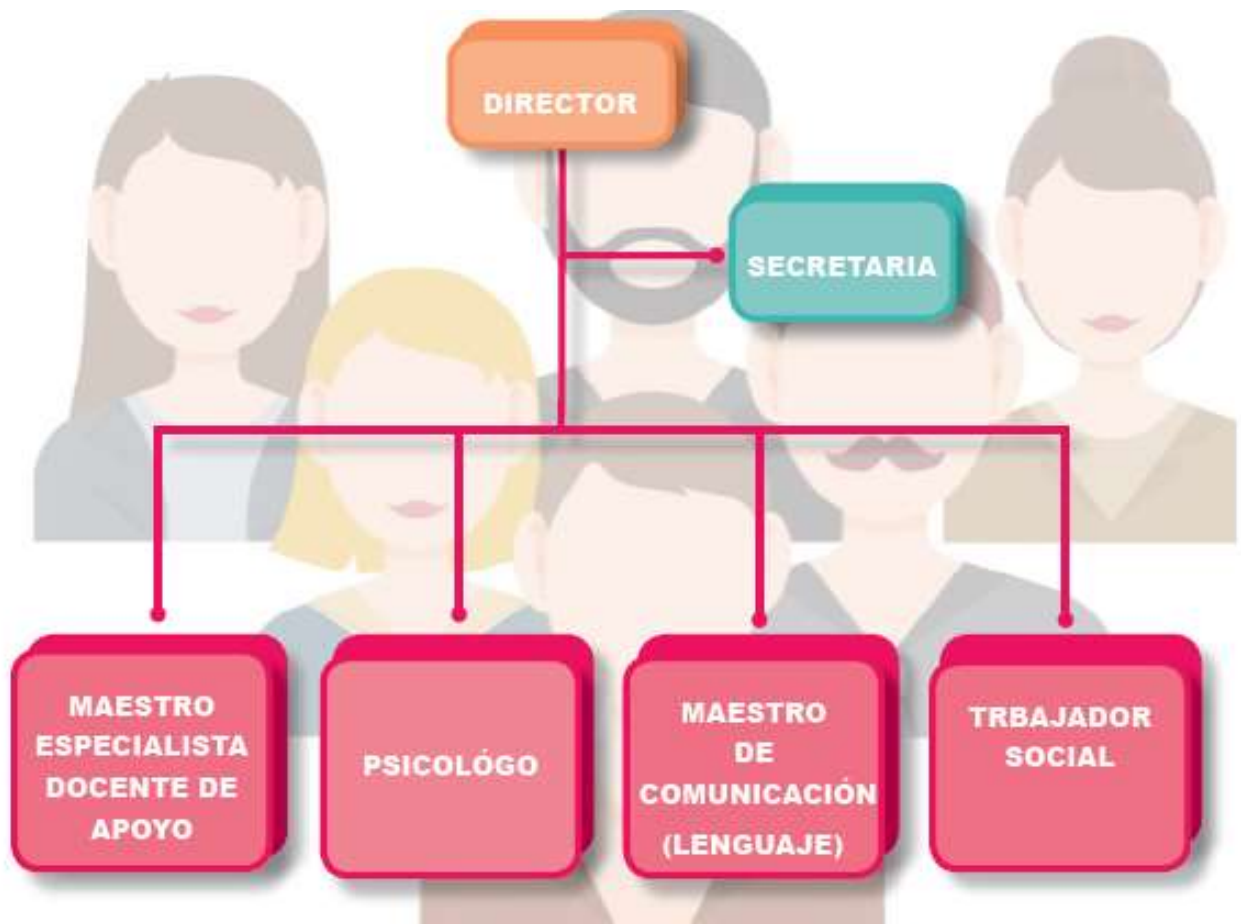 DIRECTOR
SECRETARIA
MAESTRO
ESPECIALISTA
DOCENTE DE
APOYO
PSICOLÓGO
MAESTRO
DE
COMUNICACIÓN
(LENGUAJE)
TRBAJADOR
SOCIAL